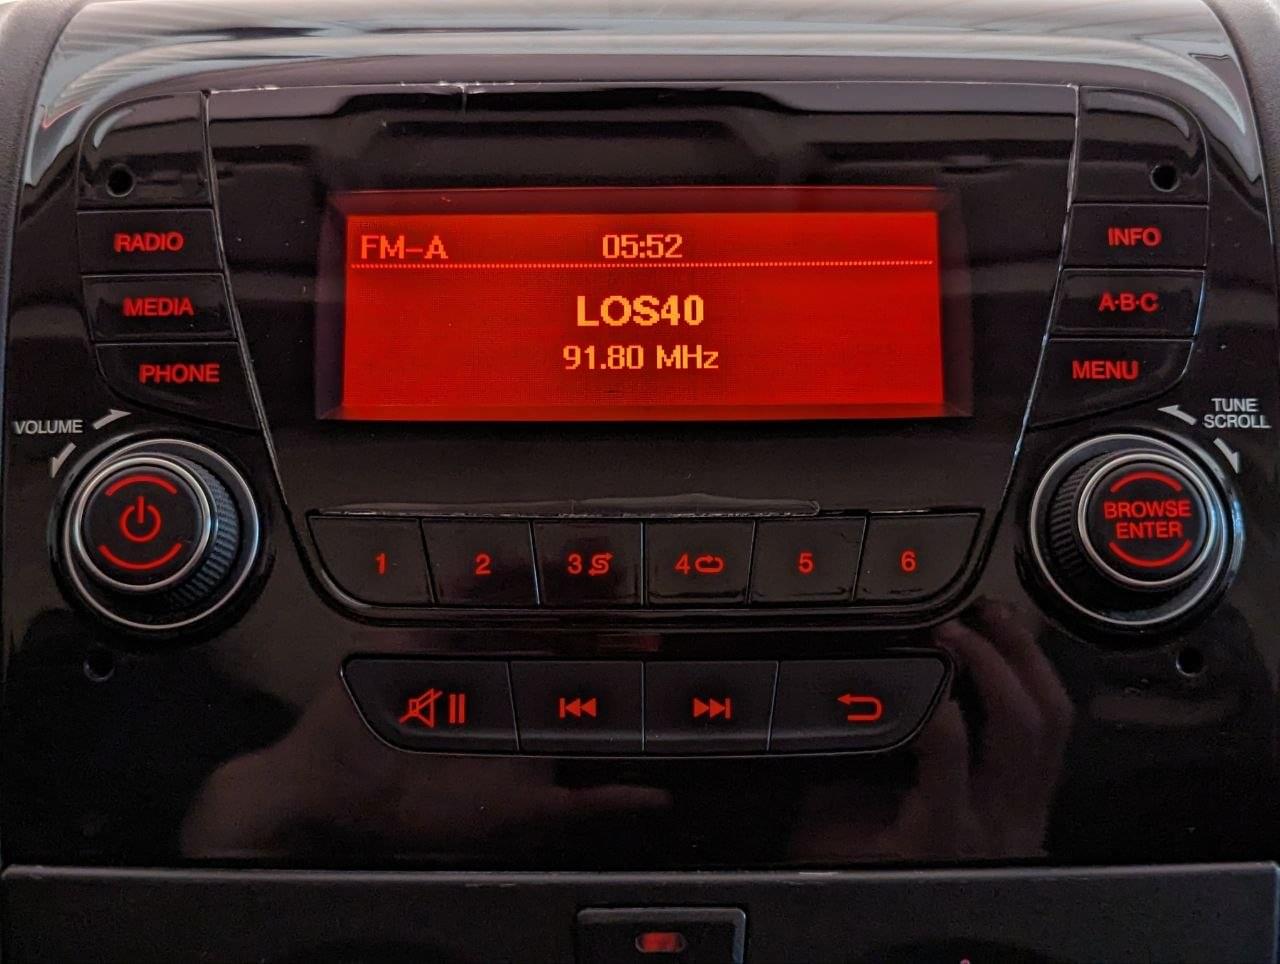 FM-A 05:52
LOS40
91.80 MHz
RADIO
MEDIA
PHONE
VOLUME
INFO
A·B·C
MENU
TUNE
SCROLL
BROWSE
ENTER
1 2 3 4 5 6